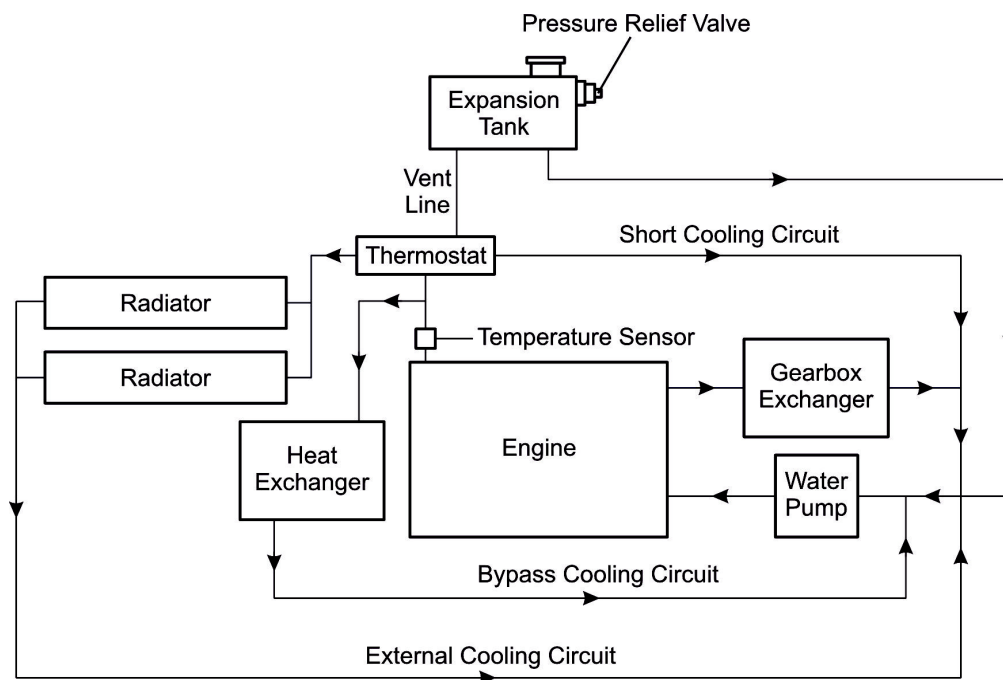 Pressure Relief Valve
Expansion
Tank
Vent
Line
Short Cooling Circuit
Thermostat
Radiator
Temperature Sensor
Radiator
Gearbox
Exchanger
Heat
Exchanger
Engine
Water
Pump
Bypass Cooling Circuit
External Cooling Circuit